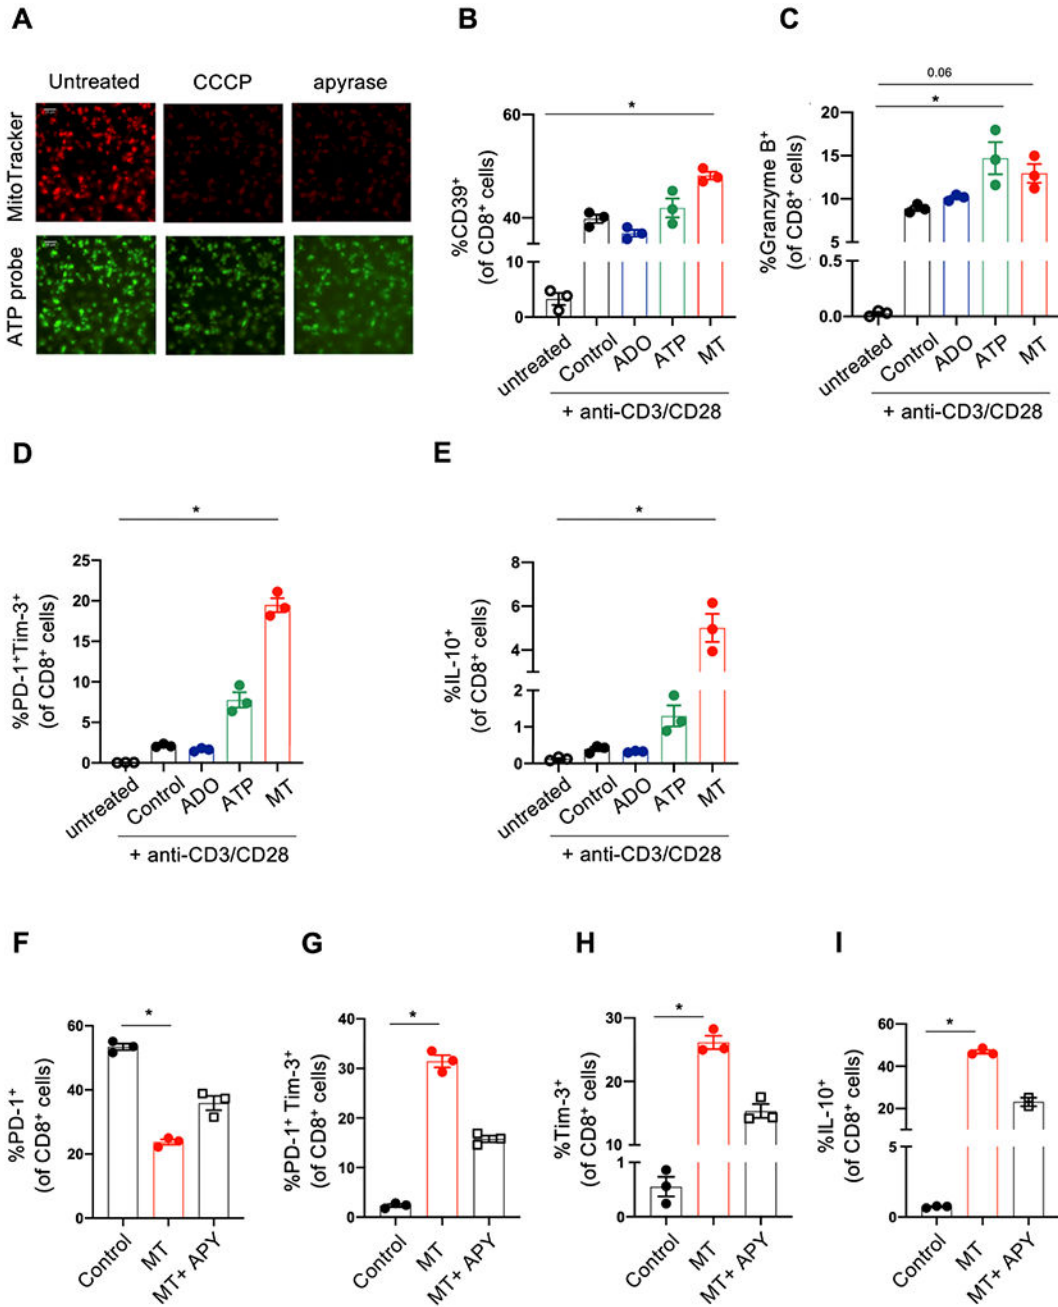 A
Untreated CCCP apyrase
MitoTracker
ATP probe
B
*
%CD39+
(of CD8+ cells)
60
40
10
0
untreated Control ADO ATP MT
+ anti-CD3/CD28
C
0.06
*
%Granzyme B+
(of CD8+ cells)
20
15
10
5
0.5
0.0
untreated Control ADO ATP MT
+ anti-CD3/CD28
D
*
%PD-1+Tim-3+
(of CD8+ cells)
25
20
15
10
5
0
untreated Control ADO ATP MT
+ anti-CD3/CD28
E
*
%IL-10+
(of CD8+ cells)
8
6
4
2
1
0
untreated Control ADO ATP MT
+ anti-CD3/CD28
F
*
%PD-1+
(of CD8+ cells)
60
40
20
0
Control MT MT+ APY
G
*
%PD-1+ Tim-3+
(of CD8+ cells)
40
30
20
10
0
Control MT MT+ APY
H
*
%Tim-3+
(of CD8+ cells)
30
20
10
1
0
Control MT MT+ APY
I
*
%IL-10+
(of CD8+ cells)
60
40
20
5
0
Control MT MT+ APY